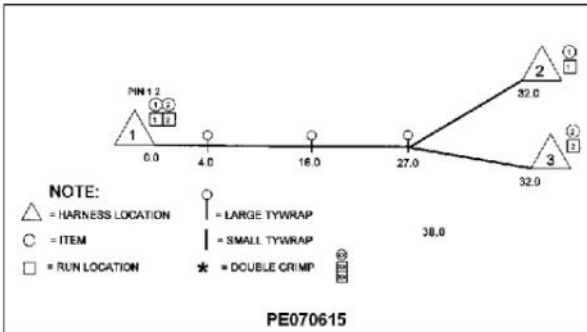 2
1
1
PIN 1 2
32.0
1 2
1 2
1
2
2
3
0.0
4.0
16.0
27.0
32.0
NOTE:
= HARNESS LOCATION
= LARGE TYWRAP
= ITEM
= SMALL TYWRAP
38.0
= RUN LOCATION
* = DOUBLE CRIMP
PE070615